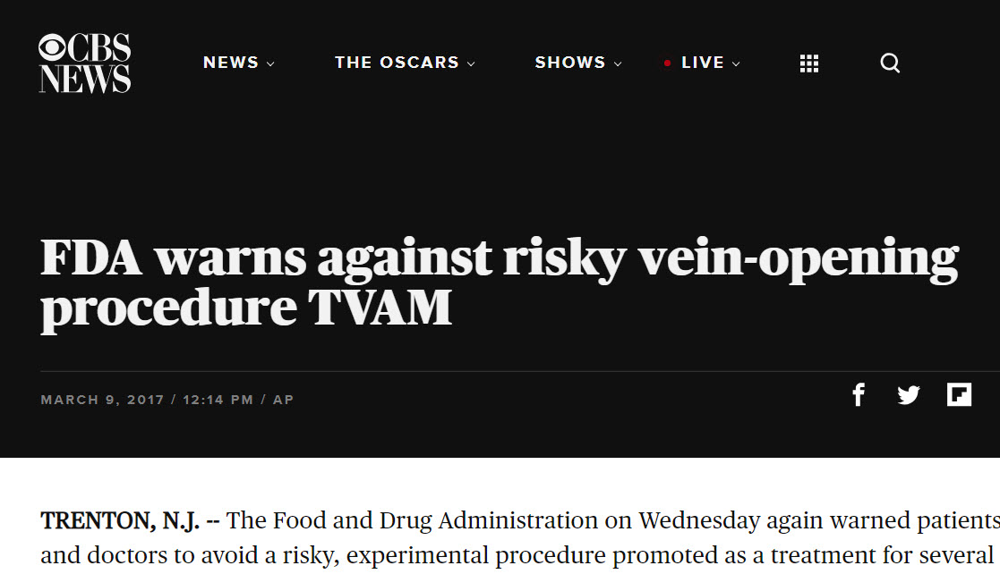 CBS NEWS
NEWS THE OSCARS SHOWS LIVE
FDA warns against risky vein-opening
procedure TVAM
MARCH 9, 2017 / 12:14 PM / AP
TRENTON, N.J. -- The Food and Drug Administration on Wednesday again warned patients
and doctors to avoid a risky, experimental procedure promoted as a treatment for several